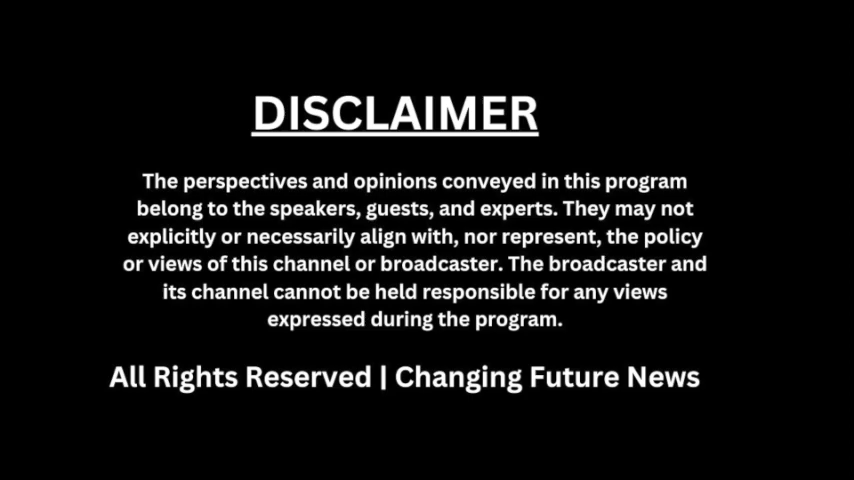 DISCLAIMER
The perspectives and opinions conveyed in this program
belong to the speakers, guests, and experts. They may not
explicitly or necessarily align with, nor represent, the policy
or views of this channel or broadcaster. The broadcaster and
its channel cannot be held responsible for any views
expressed during the program.
All Rights Reserved | Changing Future News